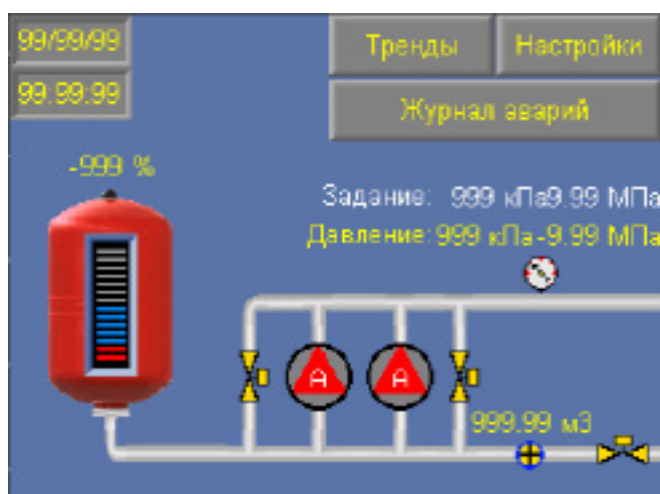 99/99/99
Тренды
Настройки
99:99:99
Журнал аварий
-999 %
Задание: 999 кПа9.99 МПа
Давление: 999 кПа-9.99 МПа
А
А
999.99 м3